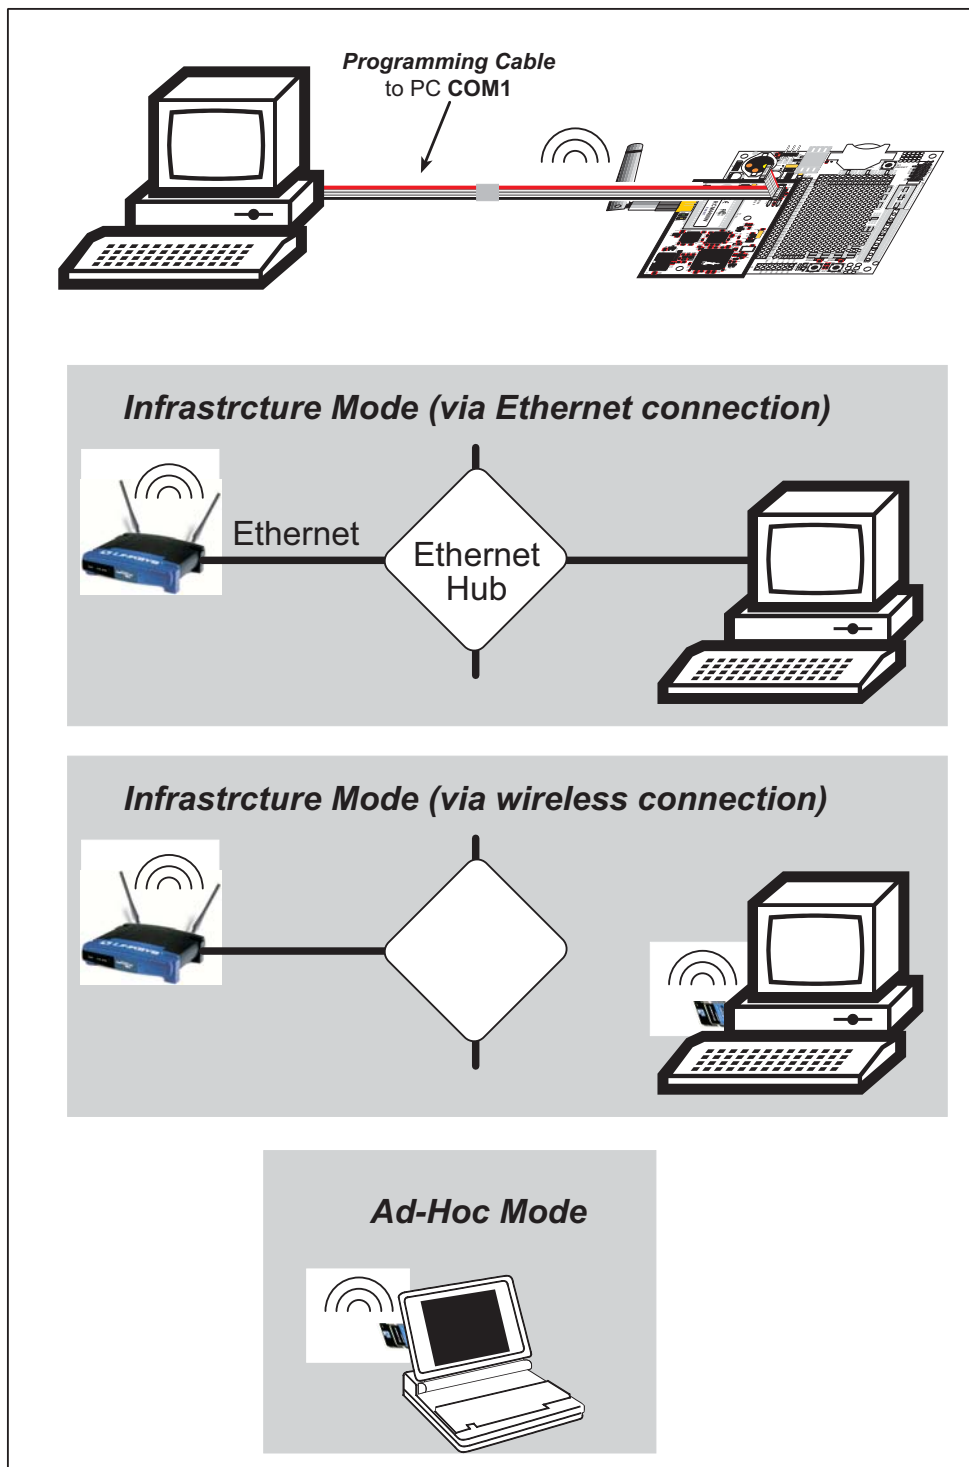 Programming Cable
to PC COM1
Infrastrcture Mode (via Ethernet connection)
Ethernet
Ethernet
Hub
Infrastrcture Mode (via wireless connection)
Ad-Hoc Mode